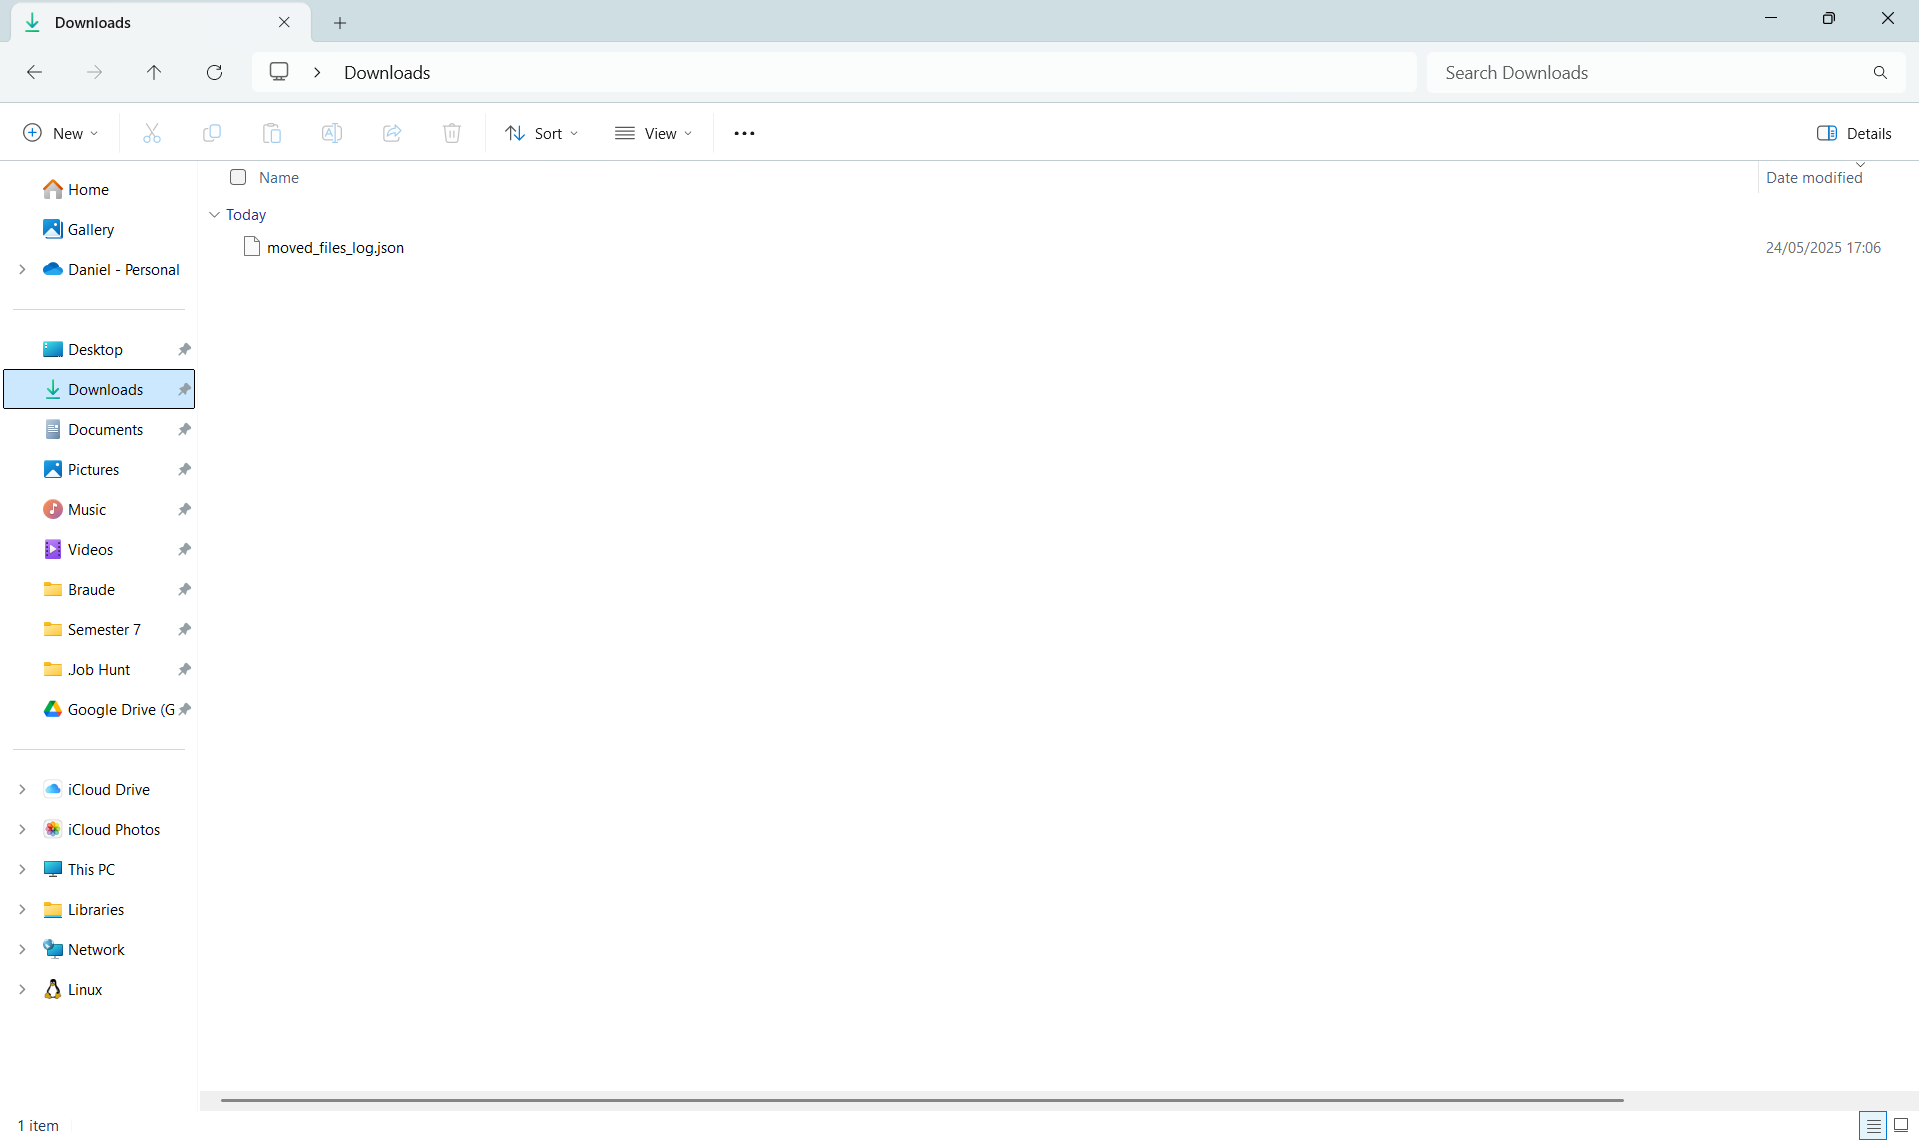 Downloads
Downloads
Search Downloads
New
Sort
View
Details
Home
Gallery
Daniel - Personal
Desktop
Downloads
Documents
Pictures
Music
Videos
Braude
Semester 7
Job Hunt
Google Drive (G
iCloud Drive
iCloud Photos
This PC
Libraries
Network
Linux
Name
Date modified
Today
moved_files_log.json
24/05/2025 17:06
1 item